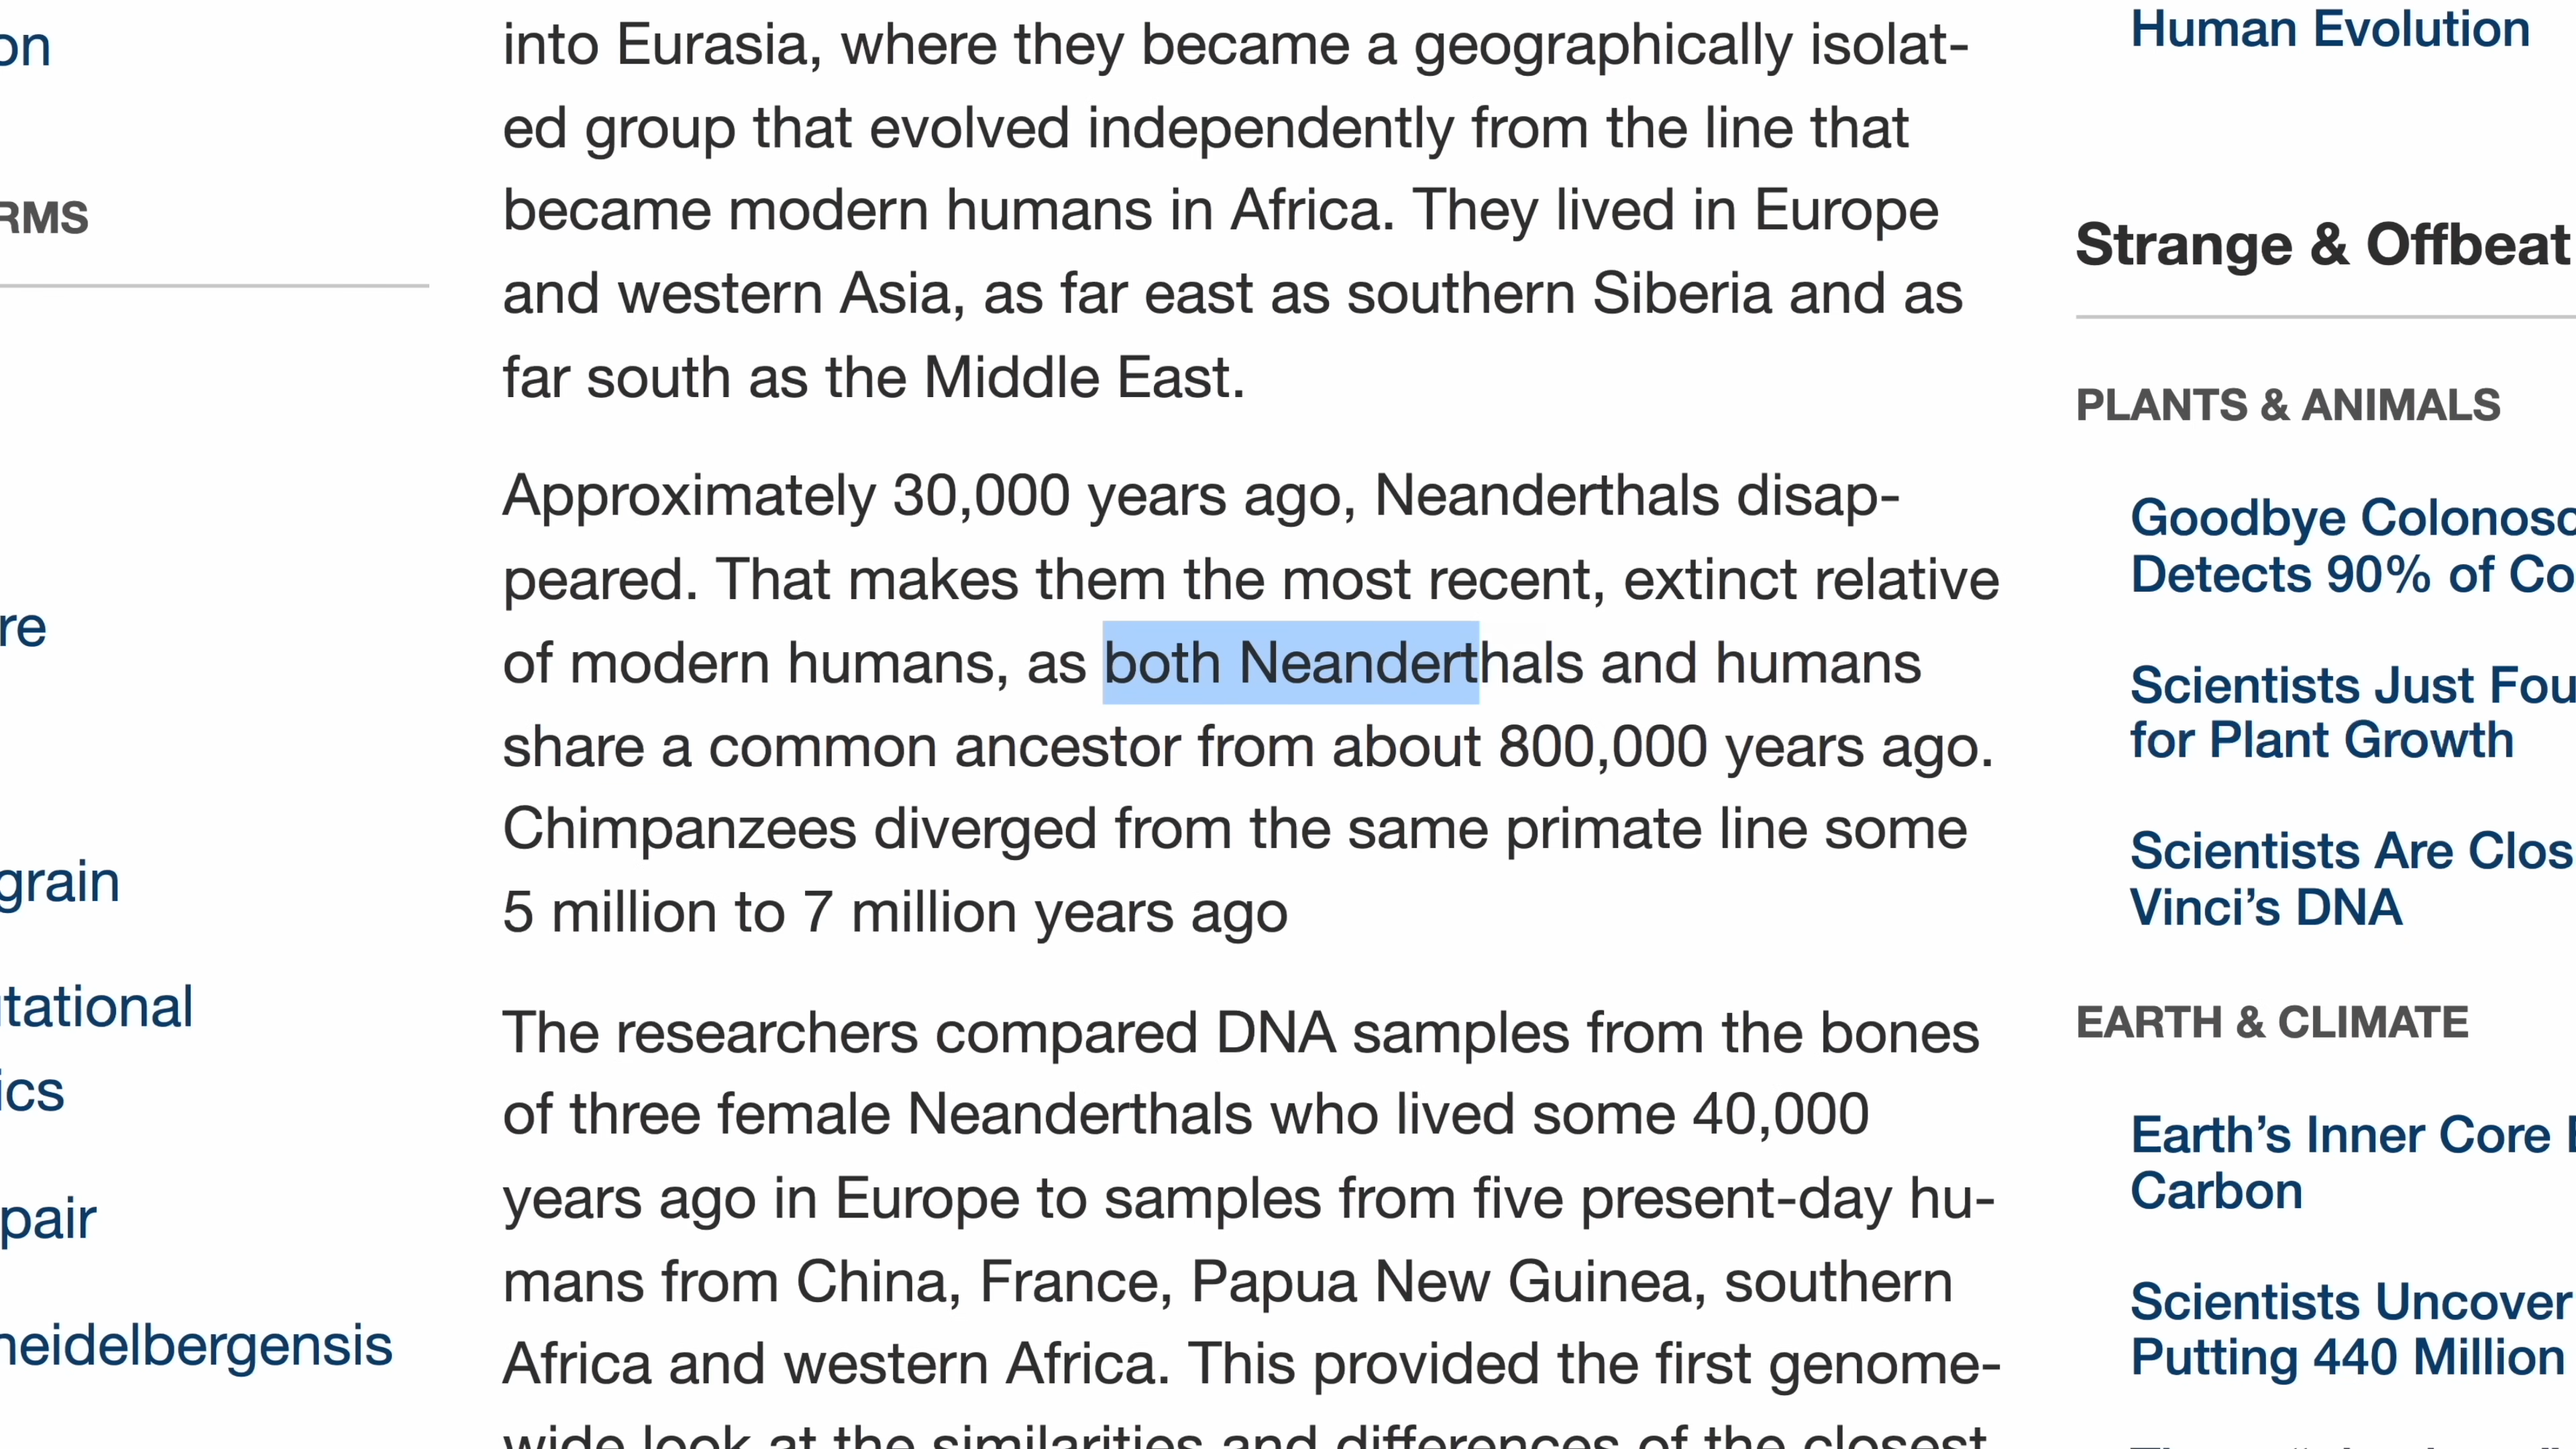 on
RMS
re
grain
tational
ics
pair
heidelbergensis
into Eurasia, where they became a geographically isolat-
ed group that evolved independently from the line that
became modern humans in Africa. They lived in Europe
and western Asia, as far east as southern Siberia and as
far south as the Middle East.
Approximately 30,000 years ago, Neanderthals disap-
peared. That makes them the most recent, extinct relative
of modern humans, as both Neanderthals and humans
share a common ancestor from about 800,000 years ago.
Chimpanzees diverged from the same primate line some
5 million to 7 million years ago
The researchers compared DNA samples from the bones
of three female Neanderthals who lived some 40,000
years ago in Europe to samples from five present-day hu-
mans from China, France, Papua New Guinea, southern
Africa and western Africa. This provided the first genome-
wide look at the similarities and differences of the closest
Human Evolution
Strange & Offbeat
PLANTS & ANIMALS
Goodbye Colonosc
Detects 90% of Co
Scientists Just Fou
for Plant Growth
Scientists Are Clos
Vinci's DNA
EARTH & CLIMATE
Earth's Inner Core
Carbon
Scientists Uncover
Putting 440 Million